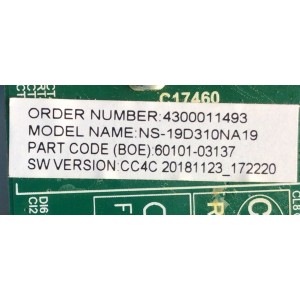 C17460
ORDER NUMBER:4300011493
MODEL NAME:NS-19D310NA19
PART CODE (BOE):60101-03137
SW VERSION:CC4C 20181123_172220